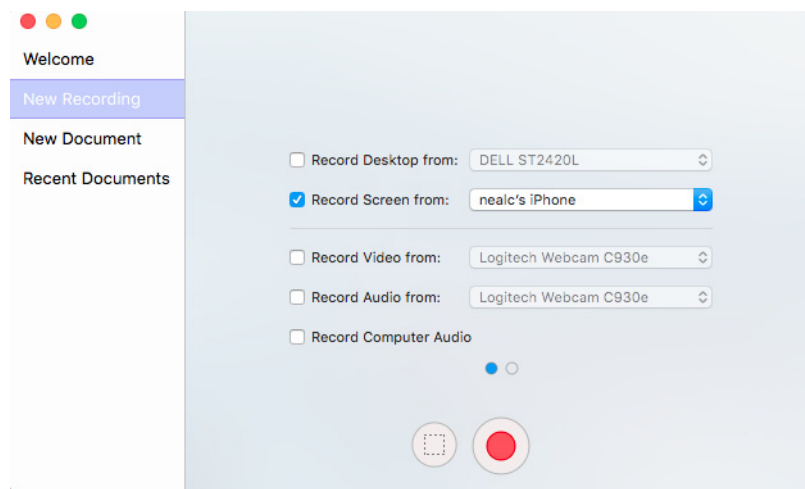 Welcome
New Recording
New Document
Recent Documents
Record Desktop from: DELL ST2420L
Record Screen from: nealc's iPhone
Record Video from: Logitech Webcam C930e
Record Audio from: Logitech Webcam C930e
Record Computer Audio